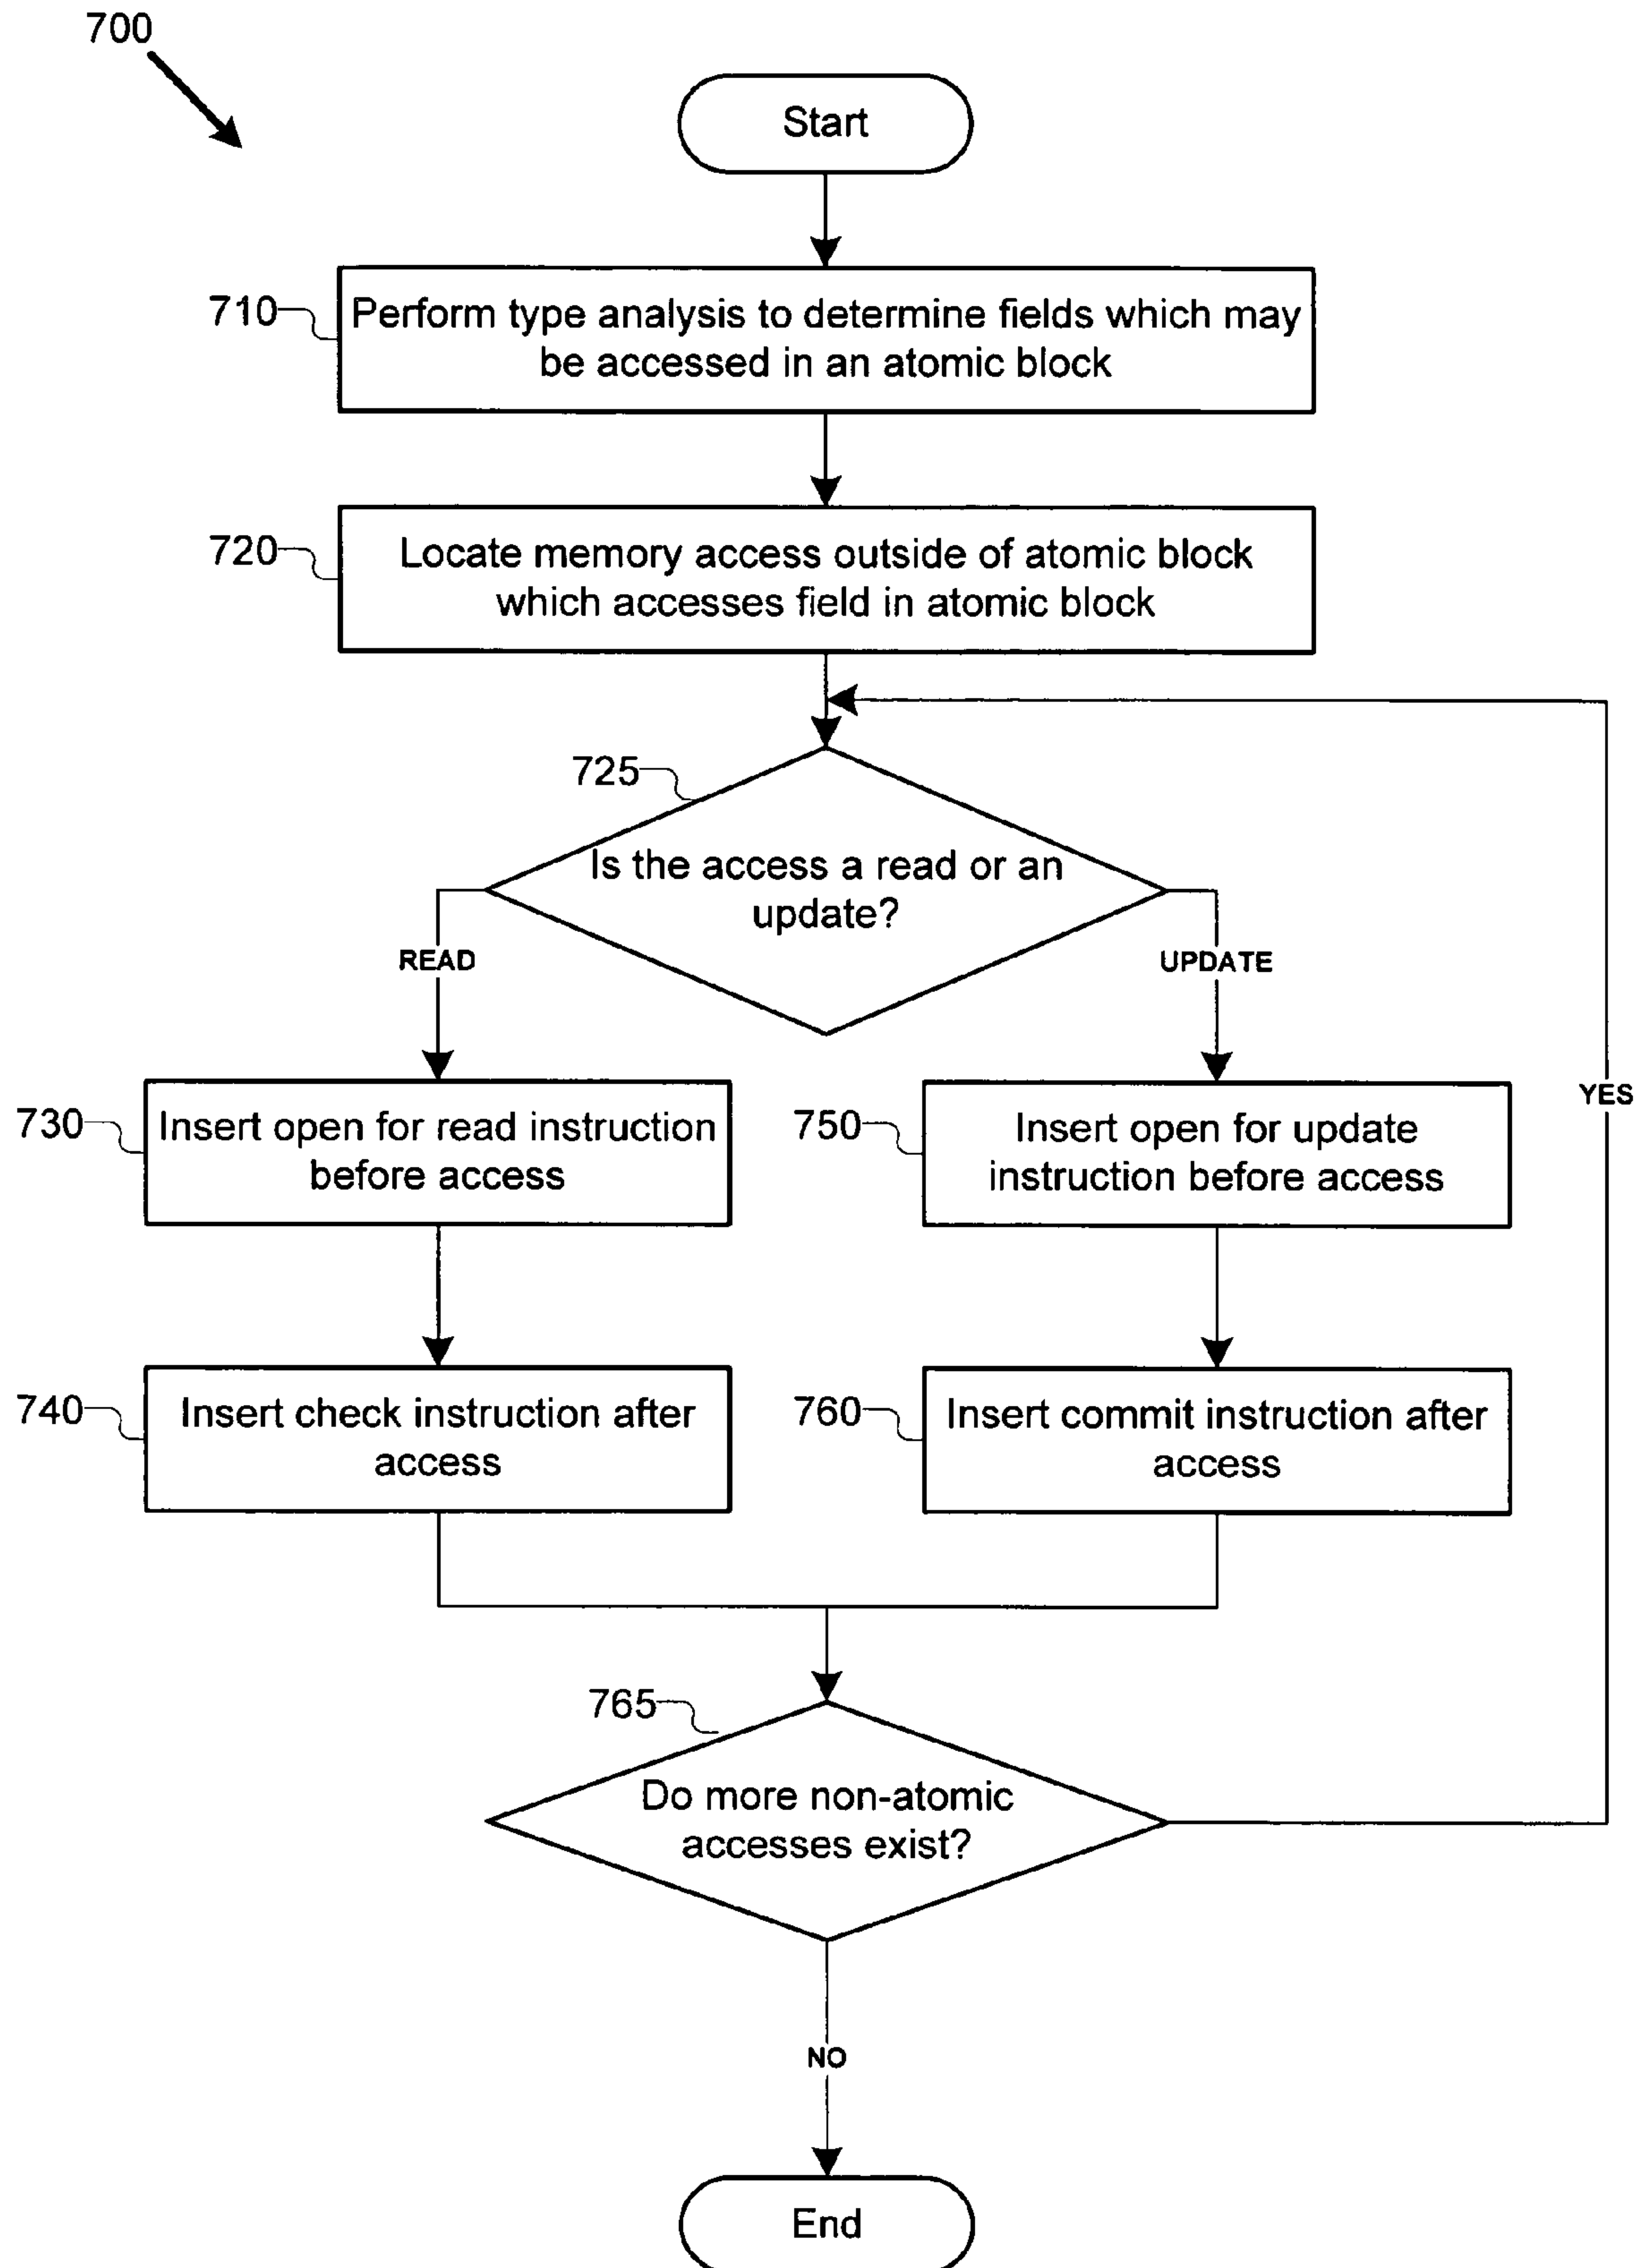 700
Start
710
Perform type analysis to determine fields which may
be accessed in an atomic block
720
Locate memory access outside of atomic block
which accesses field in atomic block
725
Is the access a read or an
update?
READ
UPDATE
YES
730
Insert open for read instruction
before access
750
Insert open for update
instruction before access
740
Insert check instruction after
access
760
Insert commit instruction after
access
765
Do more non-atomic
accesses exist?
NO
End